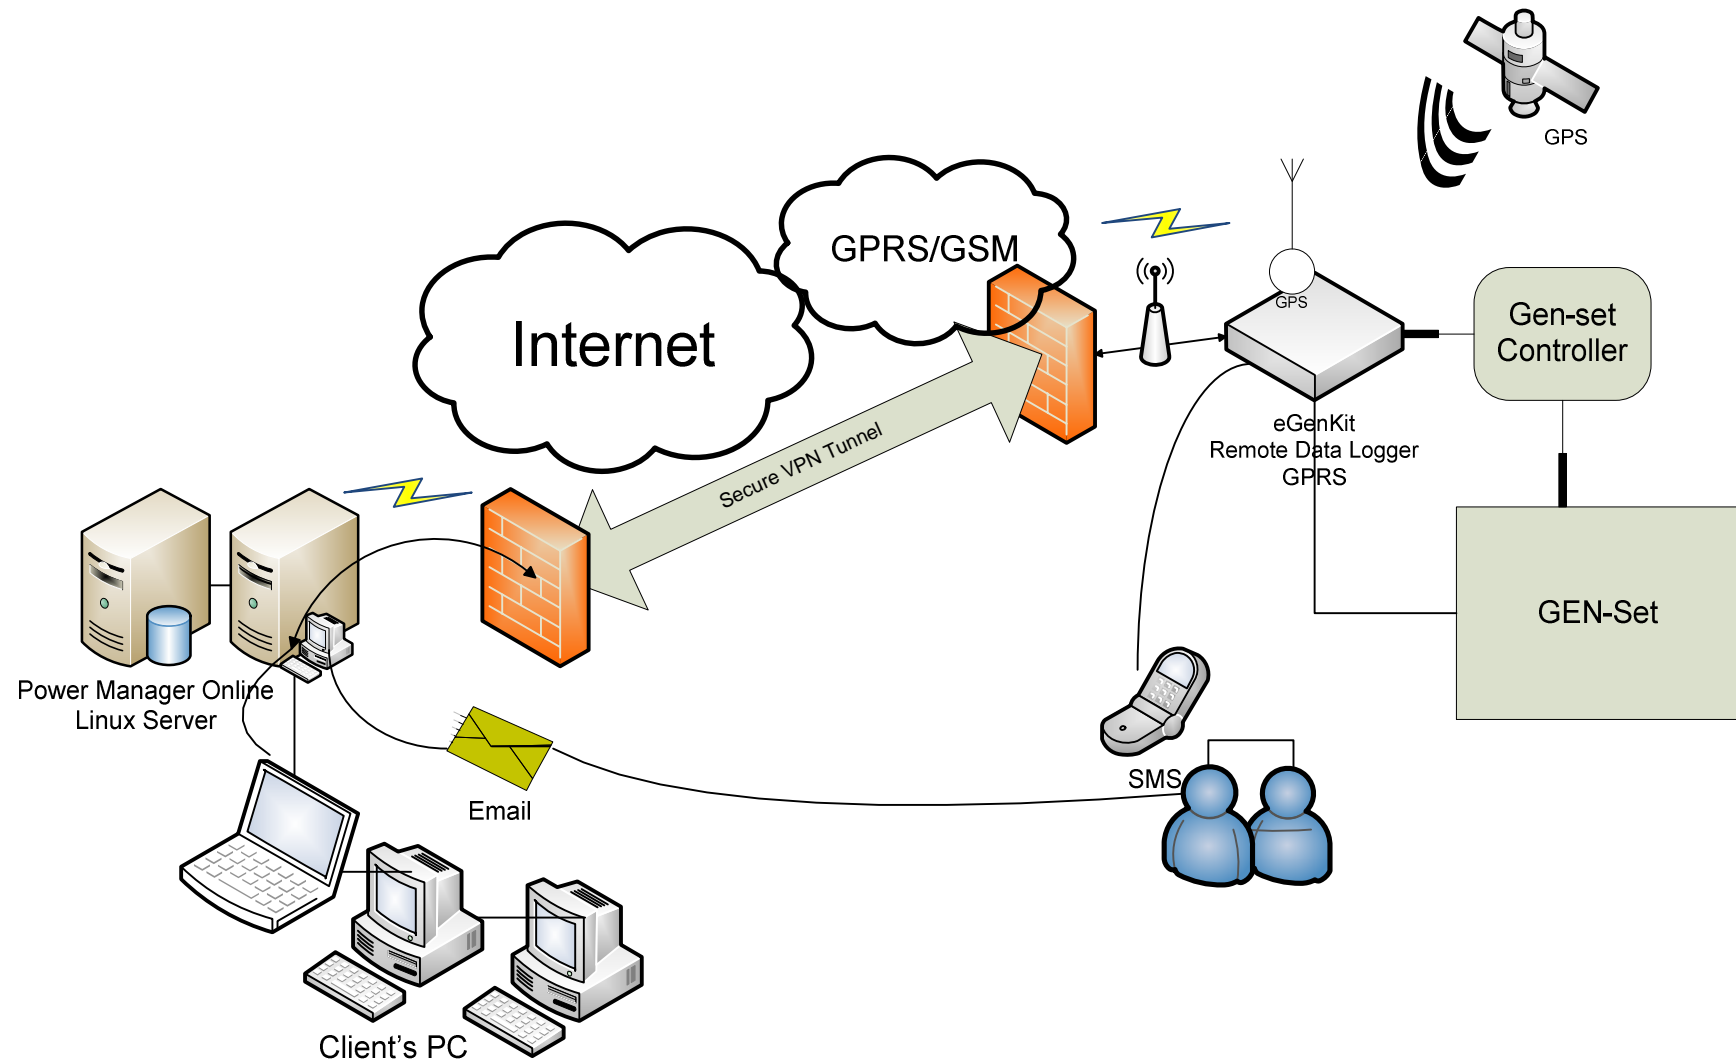 GPS
GPRS/GSM
Internet
GPS
Gen-set
Controller
eGenKit
Remote Data Logger
GPRS
Secure VPN Tunnel
GEN-Set
Power Manager Online
Linux Server
SMS
Email
Client's PC